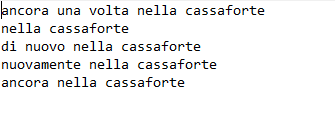 ancora una volta nella cassaforte
nella cassaforte
di nuovo nella cassaforte
nuovamente nella cassaforte
ancora nella cassaforte